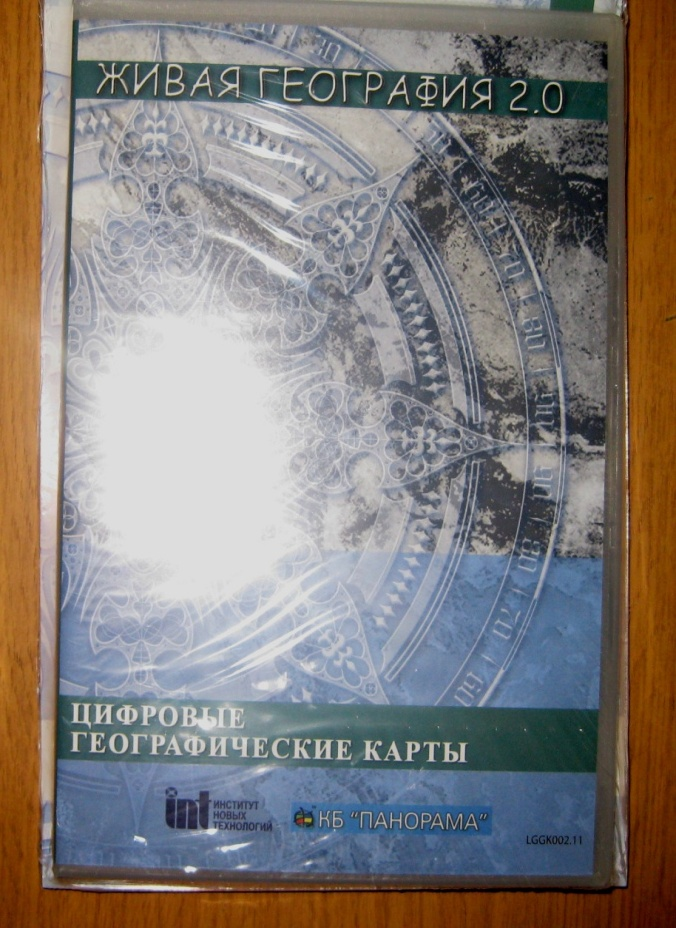 ЖИВАЯ ГЕОГРАФИЯ 2.0
ЦИФРОВЫЕ
ГЕОГРАФИЧЕСКИЕ КАРТЫ
int ИНСТИТУТ
НОВЫХ
ТЕХНОЛОГИЙ
КБ "ПАНОРАМА"
LGGK002.11